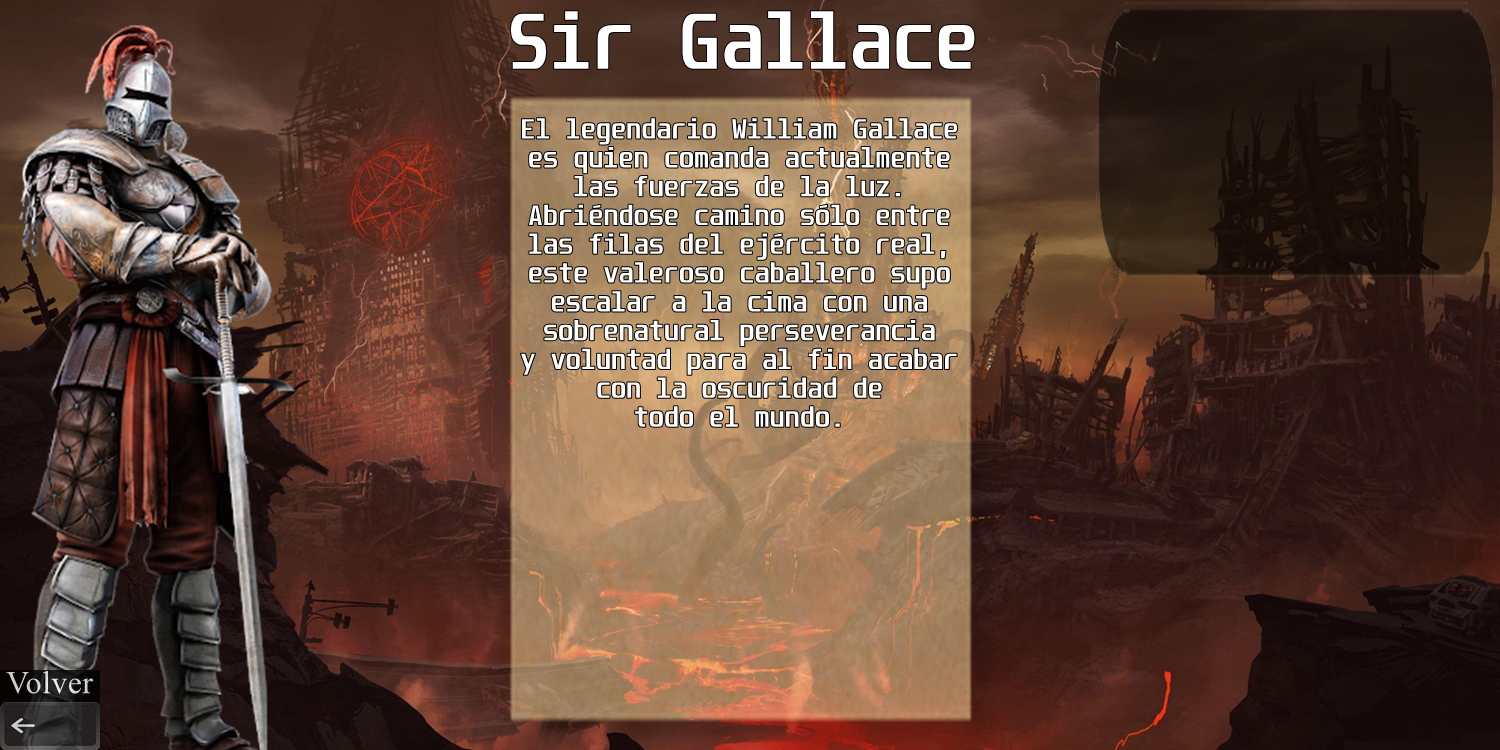 Sir Gallace
El legendario William Gallace
es quien comanda actualmente
las fuerzas de la luz.
Abriéndose camino sólo entre
las filas del ejército real,
este valeroso caballero supo
escalar a la cima con una
sobrenatural perseverancia
y voluntad para al fin acabar
con la oscuridad de
todo el mundo.
Volver